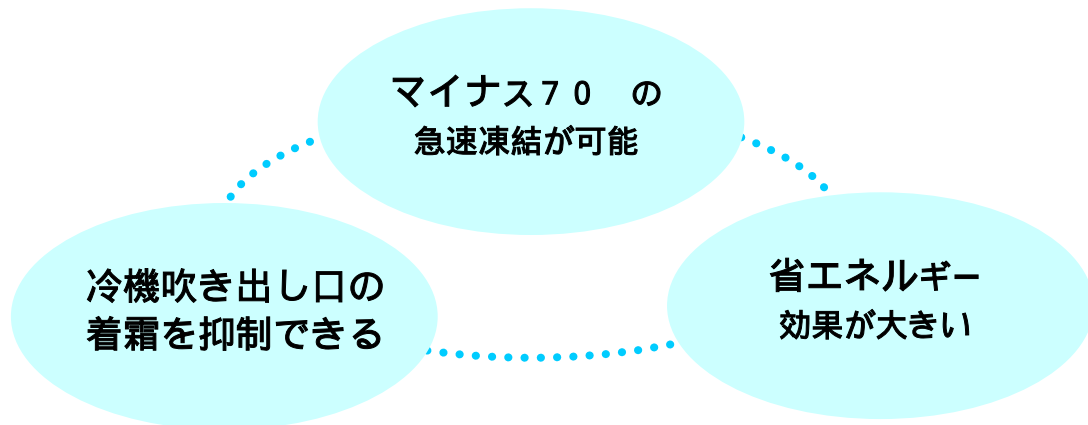 マイナス７０　の
急速凍結が可能
冷機吹き出し口の
着霜を抑制できる
省エネルギー
効果が大きい